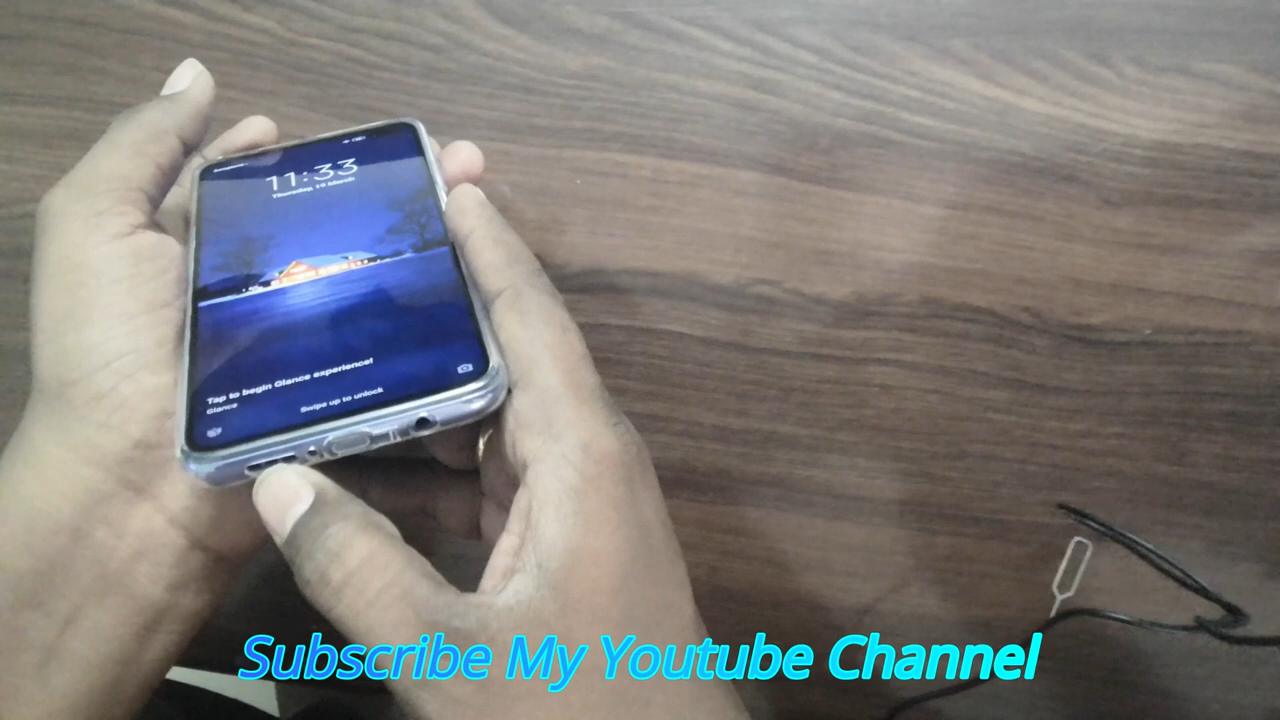 11:33
Thursday, 19 March
Tap to begin Glance experience!
Glance
Swipe up to unlock
Subscribe My Youtube Channel